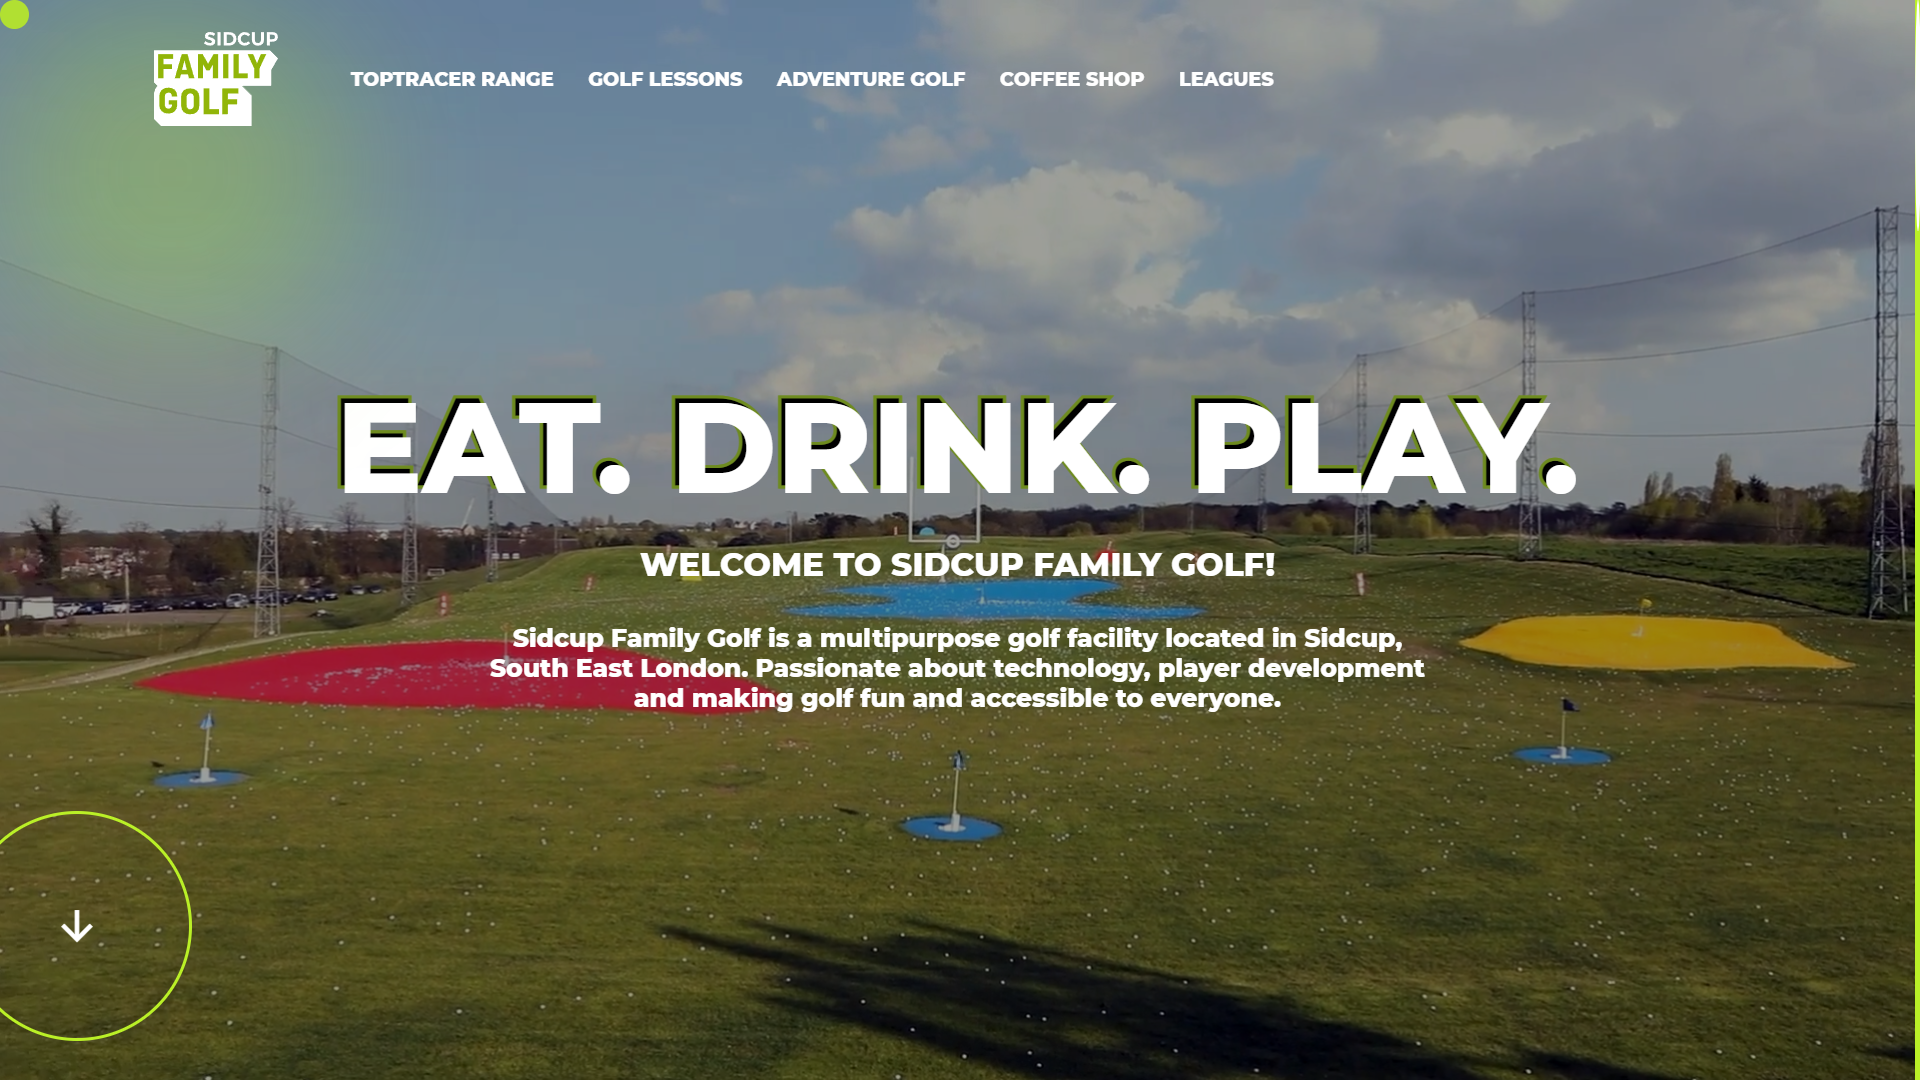 SIDCUP
FAMILY
GOLF
TOPTRACER RANGE GOLF LESSONS ADVENTURE GOLF COFFEE SHOP LEAGUES
EAT. DRINK. PLAY.
WELCOME TO SIDCUP FAMILY GOLF!
Sidcup Family Golf is a multipurpose golf facility located in Sidcup,
South East London. Passionate about technology, player development
and making golf fun and accessible to everyone.